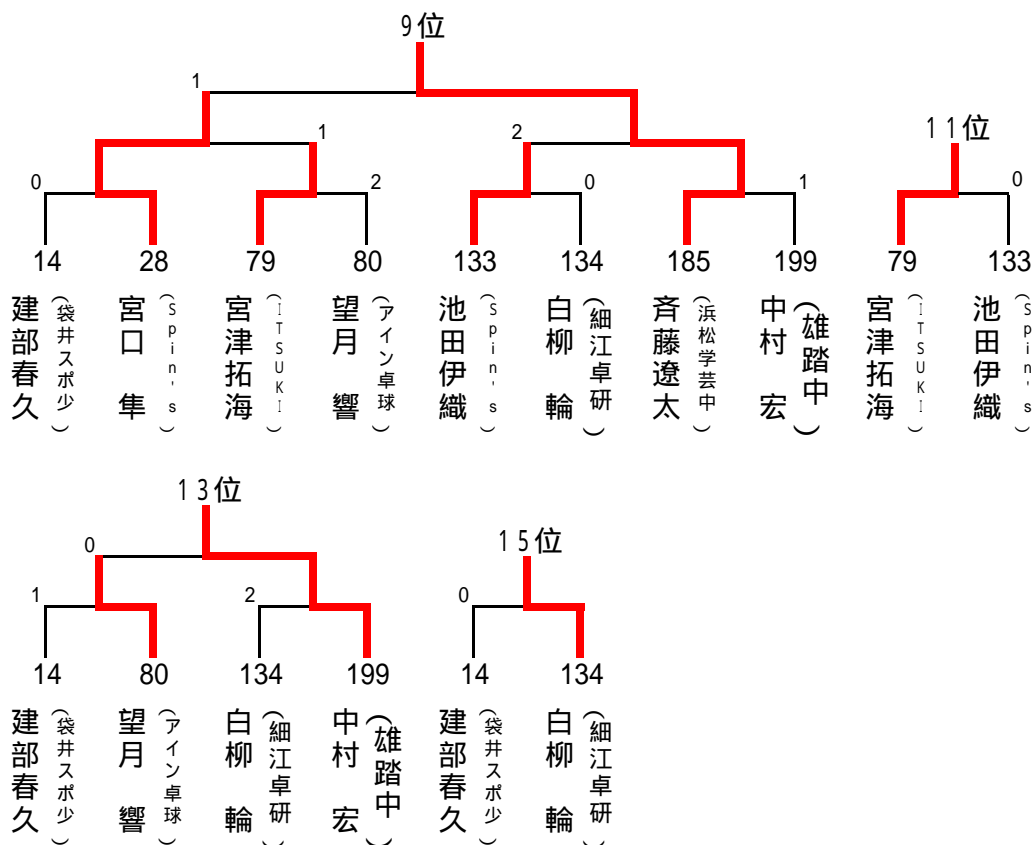 9位
1
1
2
0
2
0
1
14
28
79
80
133
134
185
199
建部春久
(袋井スポ少)
宮口 隼
(Spin's)
宮津拓海
(ITSUKI)
望月 響
(アイン卓球)
池田伊織
(Spin's)
白柳 輪
(細江卓研)
斉藤遼太
(浜松学芸中)
中村 宏
(雄踏中)
11位
0
79
133
宮津拓海
(ITSUKI)
池田伊織
(Spin's)
13位
0
1
2
14
80
134
199
建部春久
(袋井スポ少)
望月 響
(アイン卓球)
白柳 輪
(細江卓研)
中村 宏
(雄踏中)
15位
0
14
134
建部春久
(袋井スポ少)
白柳 輪
(細江卓研)